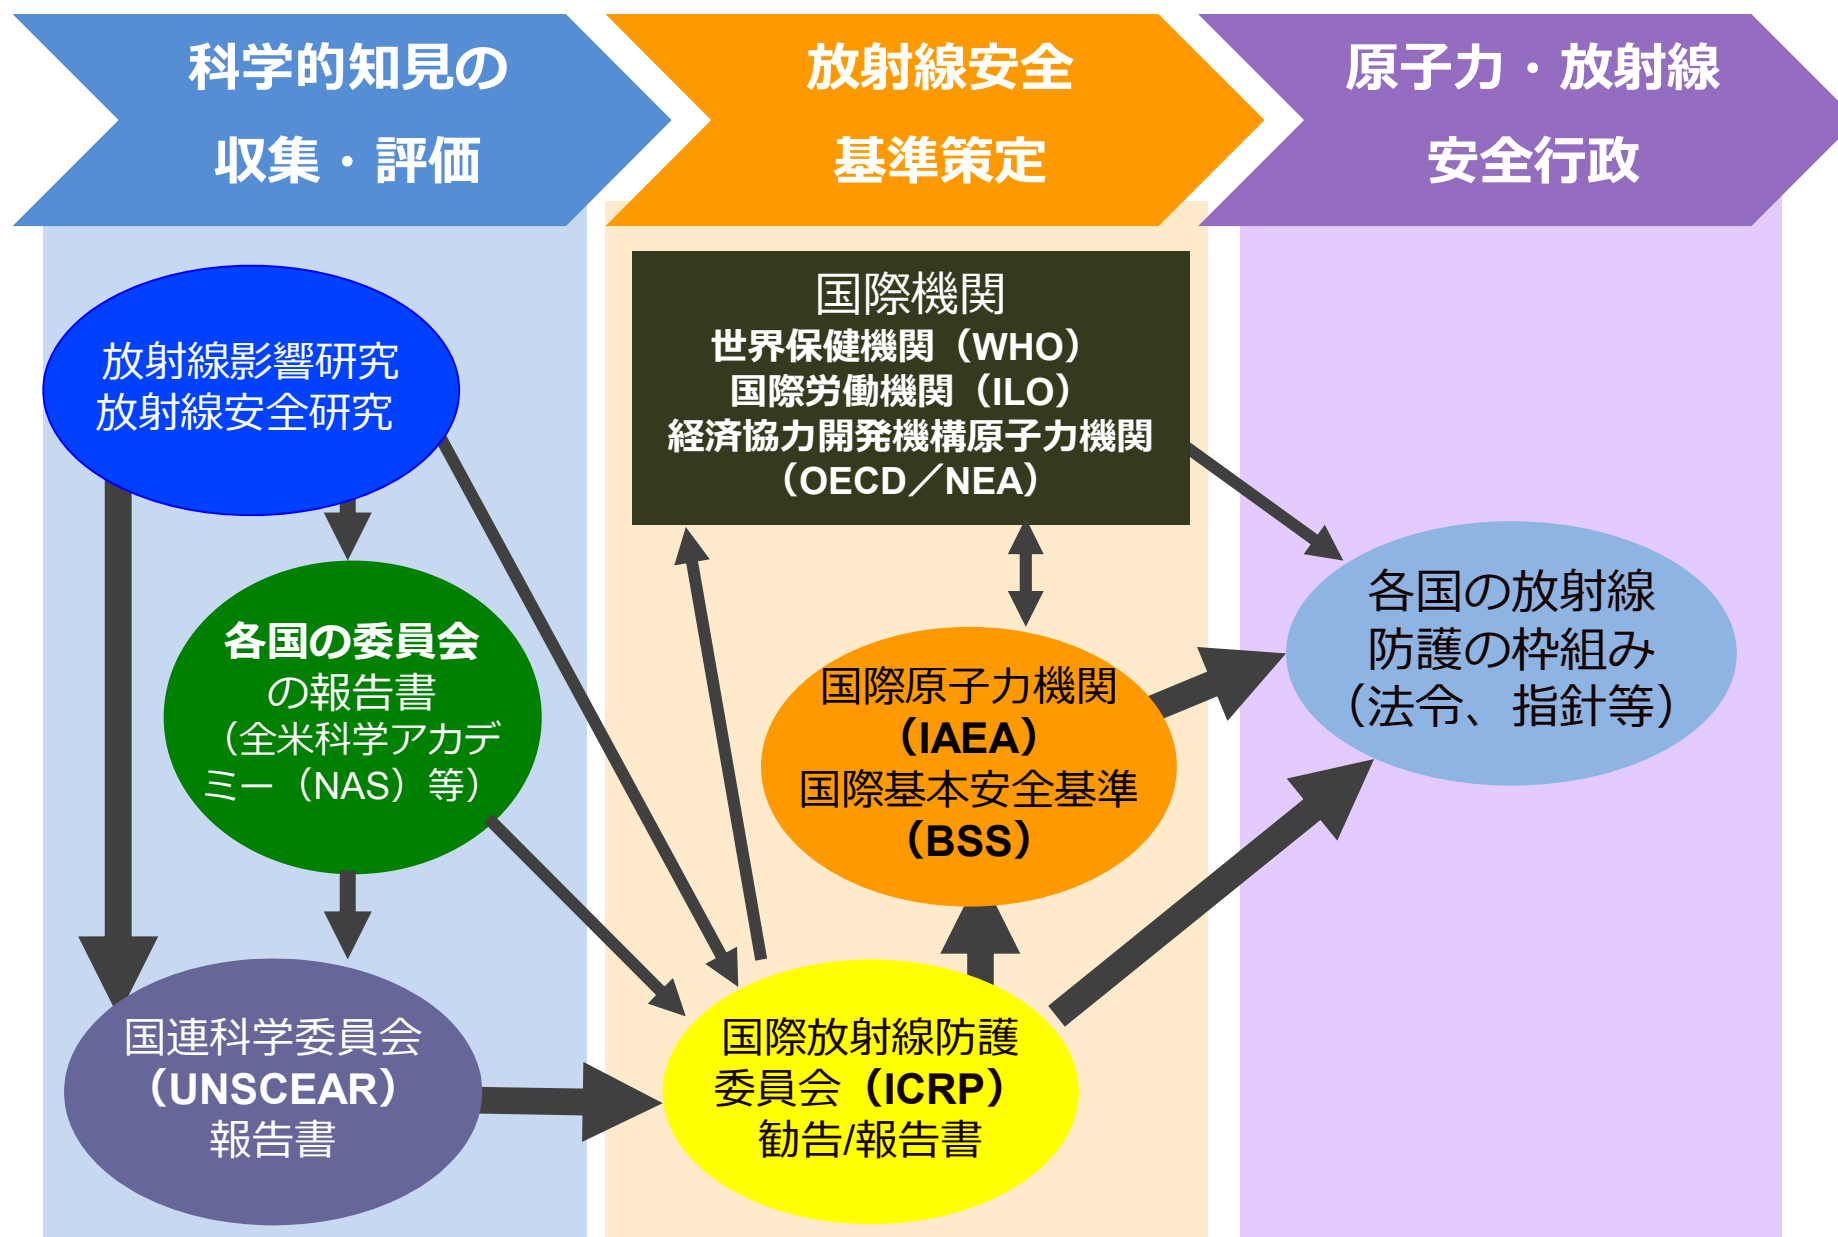 科学的知見の
収集・評価
放射線安全
基準策定
原子力・放射線
安全行政
放射線影響研究
放射線安全研究
各国の委員会
の報告書
（全米科学アカデ
ミー（NAS）等）
国連科学委員会
（UNSCEAR）
報告書
国際機関
世界保健機関（WHO）
国際労働機関（ILO）
経済協力開発機構原子力機関
（OECD／NEA）
国際原子力機関
（IAEA）
国際基本安全基準
（BSS）
国際放射線防護
委員会（ICRP）
勧告/報告書
各国の放射線
防護の枠組み
（法令、指針等）